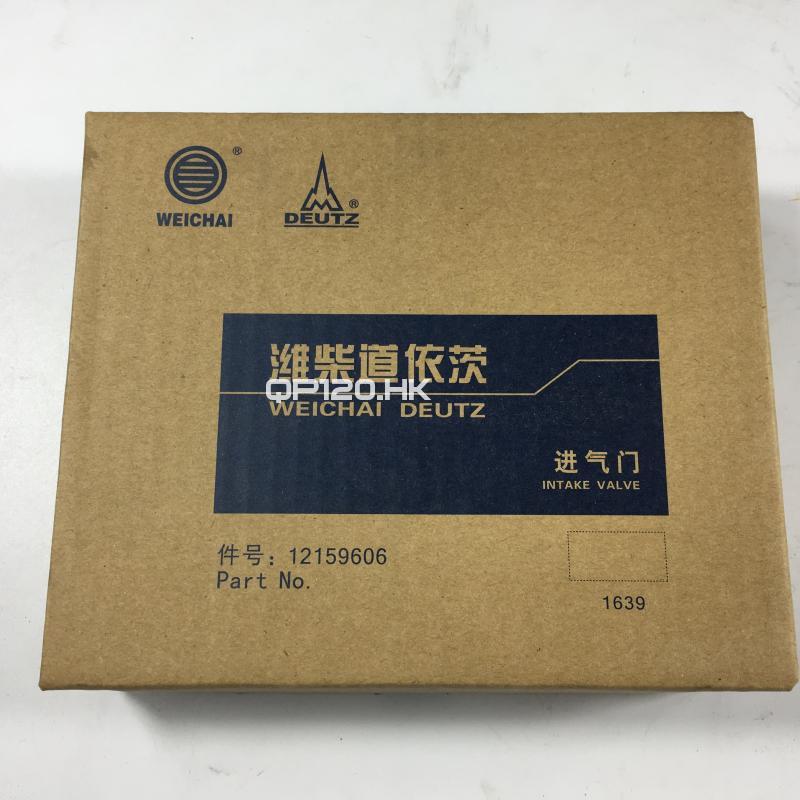 ®
WEICHAI
®
DEUTZ
潍柴道依茨
QP120.HK
WEICHAI DEUTZ
进气门
INTAKE VALVE
件号：12159606
Part No.
1639